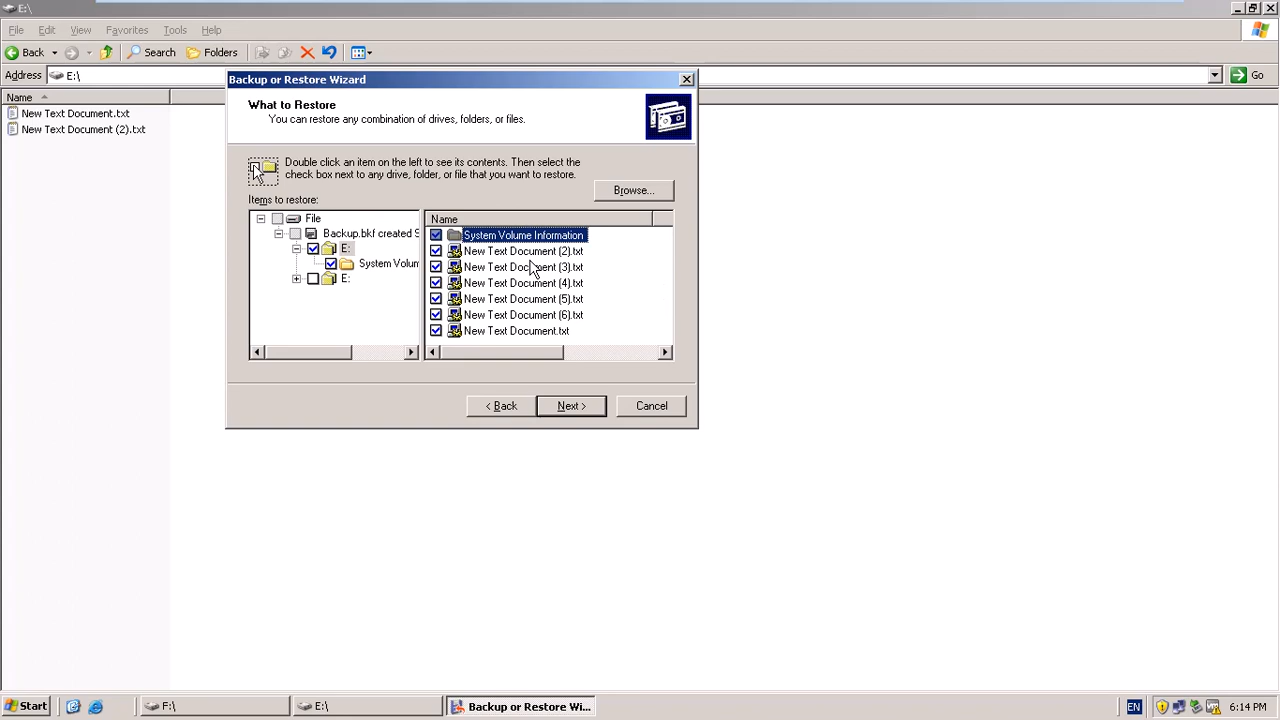 E:\
File Edit View Favorites Tools Help
Back Search Folders
Address E:\ Go
Name
New Text Document.txt
New Text Document (2).txt
Backup or Restore Wizard
What to Restore
You can restore any combination of drives, folders, or files.
Double click an item on the left to see its contents. Then select the
check box next to any drive, folder, or file that you want to restore.
Browse...
Items to restore:
File
Backup.bkf created S
E:
System Volum
E:
Name
System Volume Information
New Text Document (2).txt
New Text Document (3).txt
New Text Document (4).txt
New Text Document (5).txt
New Text Document (6).txt
New Text Document.txt
< Back Next > Cancel
Start F:\ E:\ Backup or Restore Wi... EN 6:14 PM